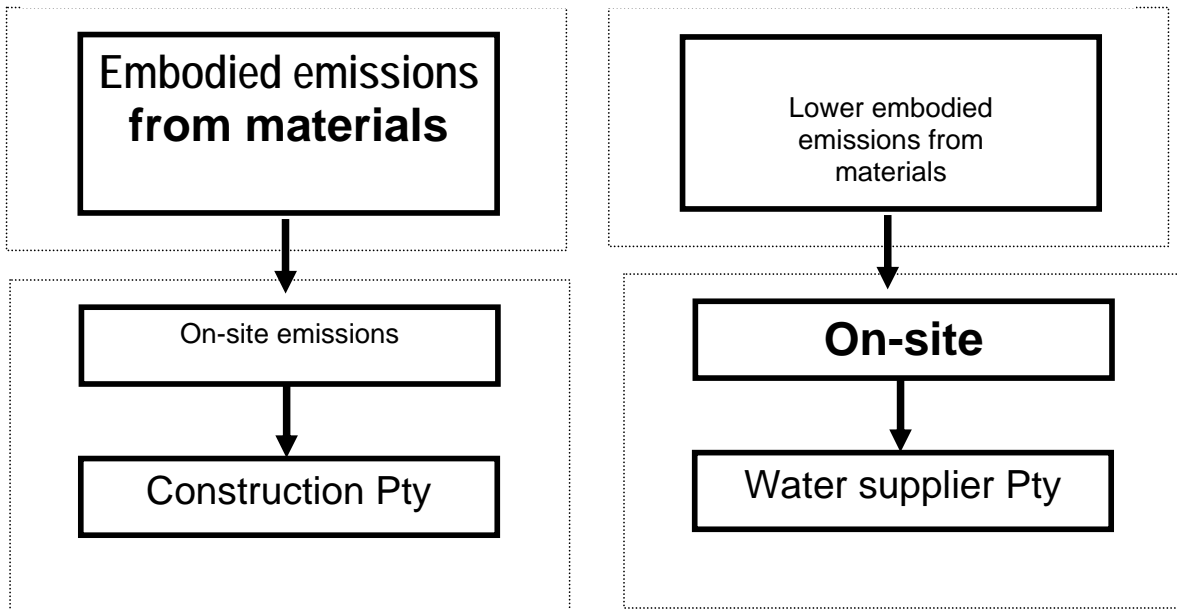 Embodied emissions
from materials
On-site emissions
Construction Pty
Lower embodied
emissions from
materials
On-site
Water supplier Pty